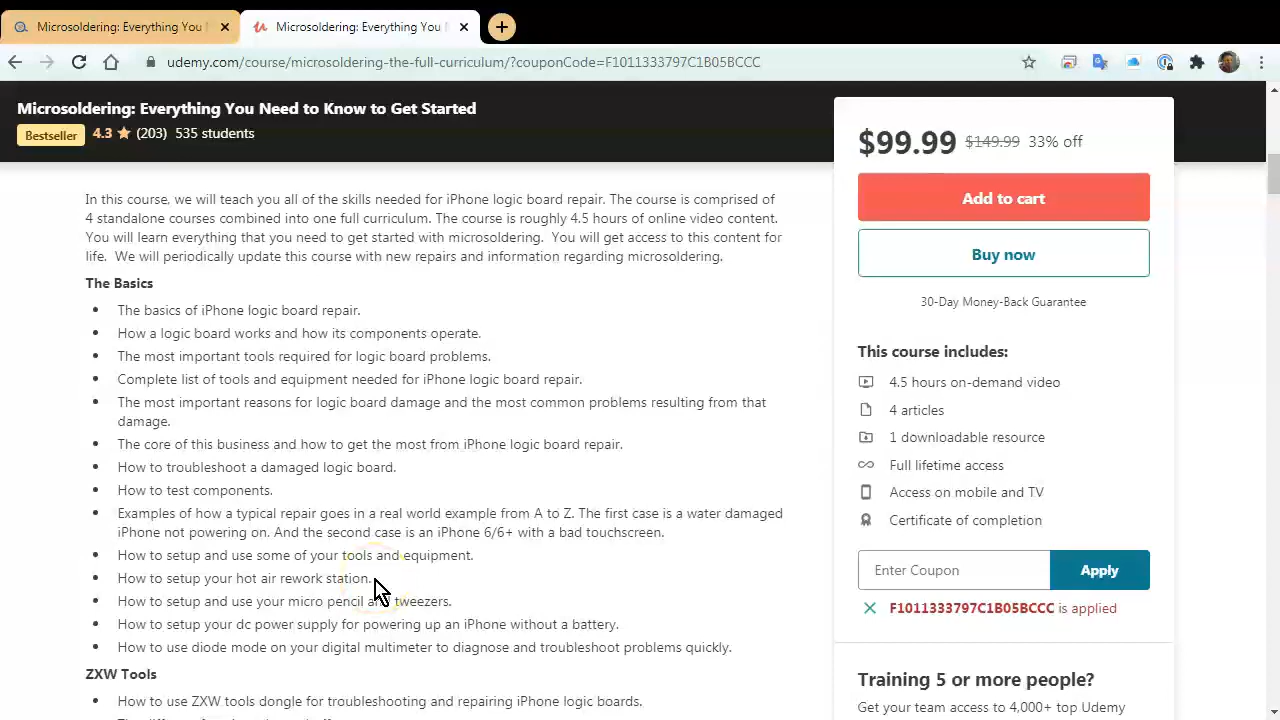 Microsoldering: Everything You
Microsoldering: Everything You
udemy.com/course/microsoldering-the-full-curriculum/?couponCode=F1011333797C1B05BCCC
Microsoldering: Everything You Need to Know to Get Started
Bestseller 4.3 (203) 535 students
$99.99 $149.99 33% off
Add to cart
Buy now
30-Day Money-Back Guarantee
This course includes:
4.5 hours on-demand video
4 articles
1 downloadable resource
Full lifetime access
Access on mobile and TV
Certificate of completion
Enter Coupon Apply
F1011333797C1B05BCCC is applied
Training 5 or more people?
Get your team access to 4,000+ top Udemy
In this course, we will teach you all of the skills needed for iPhone logic board repair. The course is comprised of
4 standalone courses combined into one full curriculum. The course is roughly 4.5 hours of online video content.
You will learn everything that you need to get started with microsoldering. You will get access to this content for
life. We will periodically update this course with new repairs and information regarding microsoldering.
The Basics
The basics of iPhone logic board repair.
How a logic board works and how its components operate.
The most important tools required for logic board problems.
Complete list of tools and equipment needed for iPhone logic board repair.
The most important reasons for logic board damage and the most common problems resulting from that
damage.
The core of this business and how to get the most from iPhone logic board repair.
How to troubleshoot a damaged logic board.
How to test components.
Examples of how a typical repair goes in a real world example from A to Z. The first case is a water damaged
iPhone not powering on. And the second case is an iPhone 6/6+ with a bad touchscreen.
How to setup and use some of your tools and equipment.
How to setup your hot air rework station.
How to setup and use your micro pencil and tweezers.
How to setup your dc power supply for powering up an iPhone without a battery.
How to use diode mode on your digital multimeter to diagnose and troubleshoot problems quickly.
ZXW Tools
How to use ZXW tools dongle for troubleshooting and repairing iPhone logic boards.